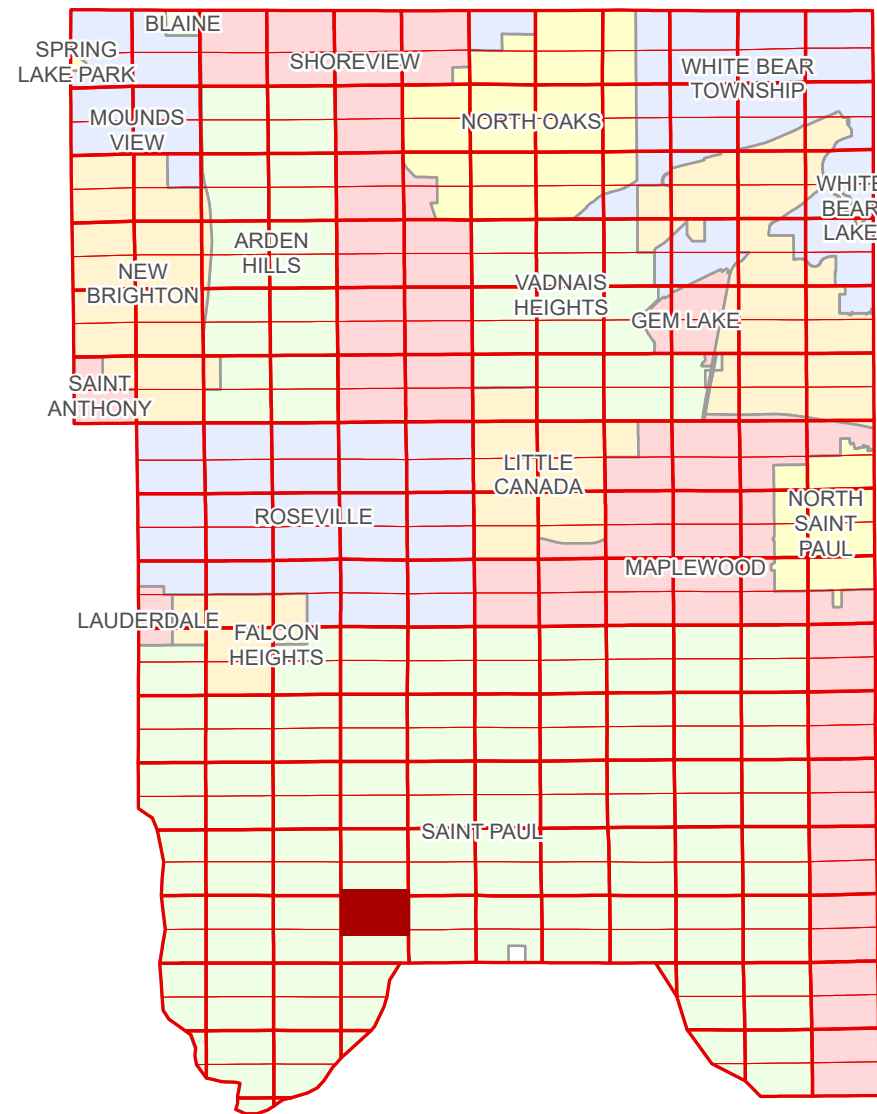 BLAINE
SPRING
LAKE PARK
SHOREVIEW
WHITE BEAR
TOWNSHIP
MOUNDS
VIEW
NORTH OAKS
WHITE
BEAR
LAKE
ARDEN
HILLS
NEW
BRIGHTON
VADNAIS
HEIGHTS
GEM LAKE
SAINT
ANTHONY
LITTLE
CANADA
ROSEVILLE
NORTH
SAINT
PAUL
MAPLEWOOD
LAUDERDALE
FALCON
HEIGHTS
SAINT PAUL